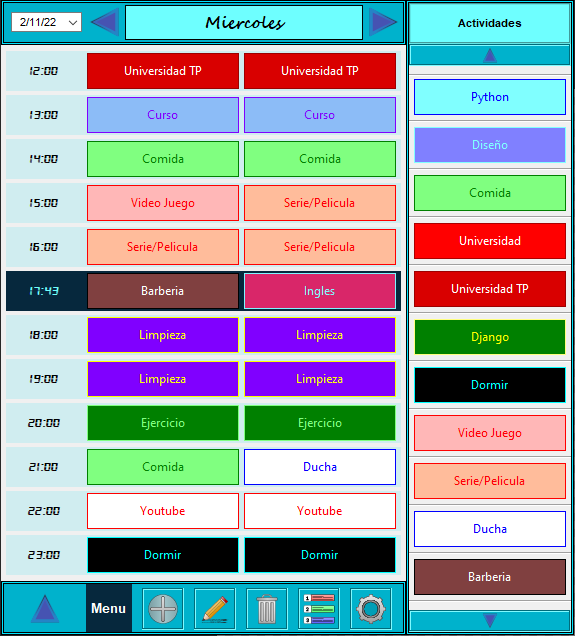 2/11/22
Miercoles
12:00 Universidad TP Universidad TP
13:00 Curso Curso
14:00 Comida Comida
15:00 Video Juego Serie/Pelicula
16:00 Serie/Pelicula Serie/Pelicula
17:43 Barberia Ingles
18:00 Limpieza Limpieza
19:00 Limpieza Limpieza
20:00 Ejercicio Ejercicio
21:00 Comida Ducha
22:00 Youtube Youtube
23:00 Dormir Dormir
Menu
1
2
3
Actividades
Python
Diseño
Comida
Universidad
Universidad TP
Django
Dormir
Video Juego
Serie/Pelicula
Ducha
Barberia